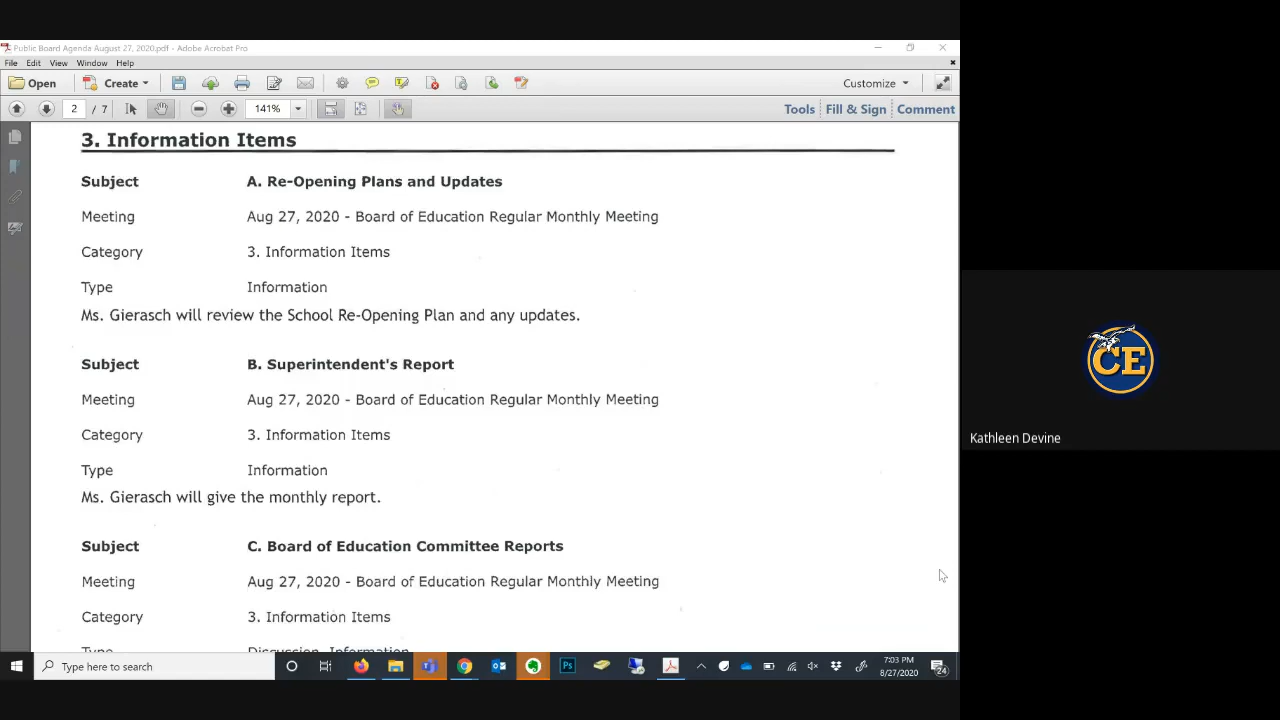 Public Board Agenda August 27, 2020.pdf - Adobe Acrobat Pro
File Edit View Window Help
Open Create Customize
2 / 7 141% Tools Fill & Sign Comment
3. Information Items
Subject A. Re-Opening Plans and Updates
Meeting Aug 27, 2020 - Board of Education Regular Monthly Meeting
Category 3. Information Items
Type Information
Ms. Gierasch will review the School Re-Opening Plan and any updates.
Subject B. Superintendent's Report
Meeting Aug 27, 2020 - Board of Education Regular Monthly Meeting
Category 3. Information Items
Type Information
Ms. Gierasch will give the monthly report.
Subject C. Board of Education Committee Reports
Meeting Aug 27, 2020 - Board of Education Regular Monthly Meeting
Category 3. Information Items
Type Discussion, Information
CE
Kathleen Devine
Type here to search
Ps
7:03 PM
8/27/2020
24